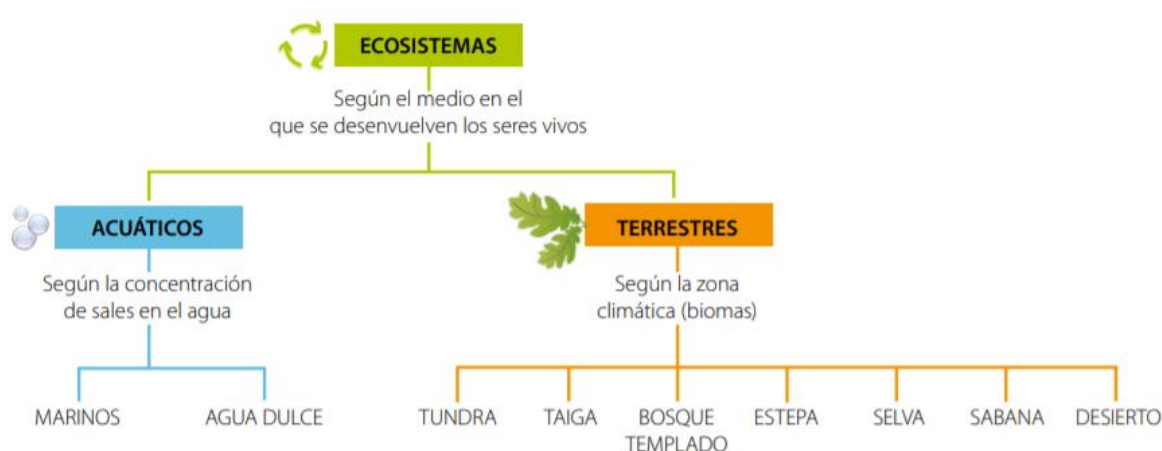 ECOSISTEMAS
Según el medio en el
que se desenvuelven los seres vivos
ACUÁTICOS
TERRESTRES
Según la concentración
de sales en el agua
Según la zona
climática (biomas)
MARINOS
AGUA DULCE
TUNDRA
TAIGA
BOSQUE
TEMPLADO
ESTEPA
SELVA
SABANA
DESIERTO